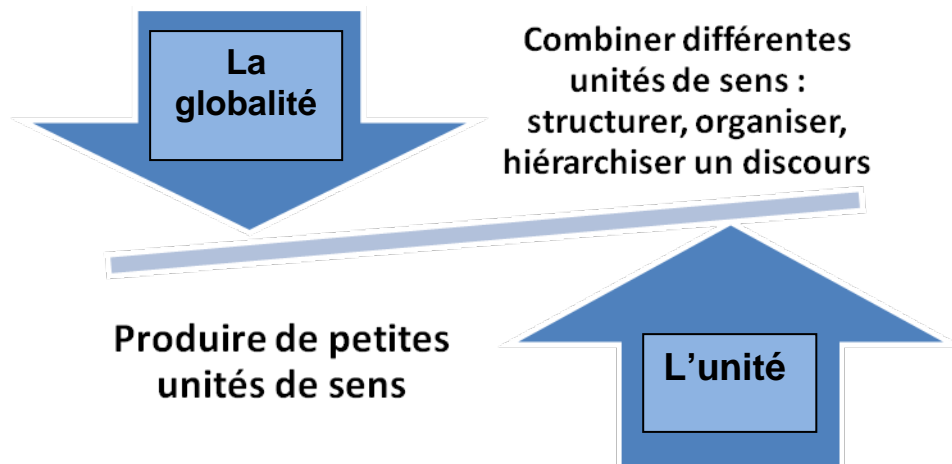 La
globalité
Combiner différentes
unités de sens :
structurer, organiser,
hiérarchiser un discours
Produire de petites
unités de sens
L’unité